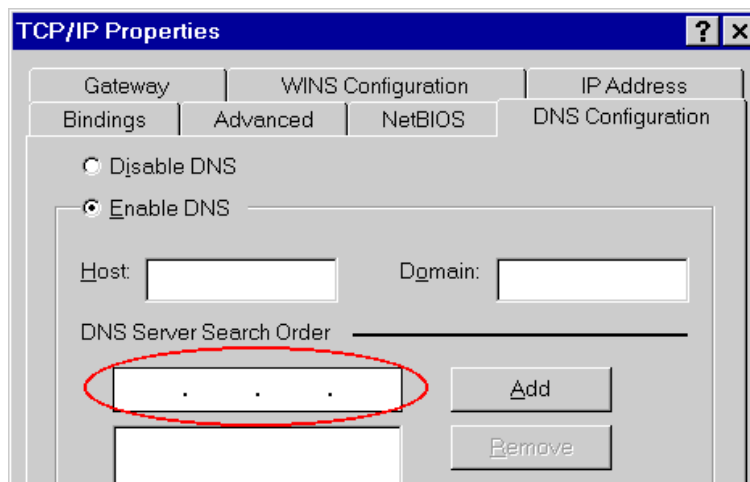 TCP/IP Properties
Gateway WINS Configuration IP Address
Bindings Advanced NetBIOS DNS Configuration
Disable DNS
Enable DNS
Host: Domain:
DNS Server Search Order
. . . Add
Remove